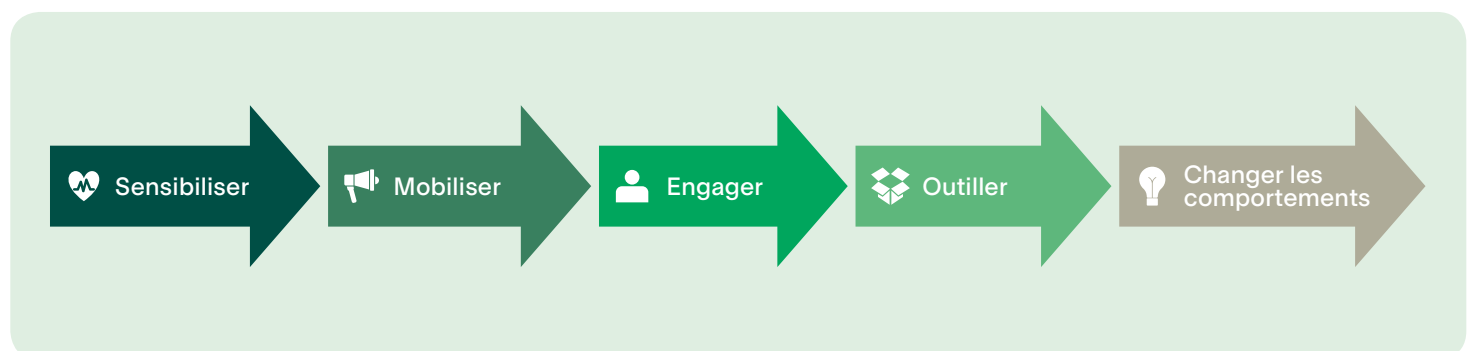 Sensibiliser
Mobiliser
Engager
Outiller
Changer les
comportements